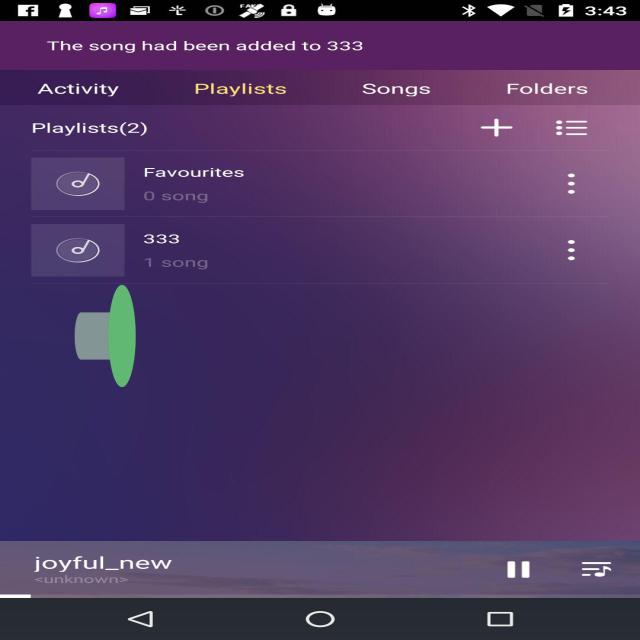 3:43
The song had been added to 333
Activity Playlists Songs Folders
Playlists(2)
Favourites
0 song
333
1 song
joyful_new
<unknown>